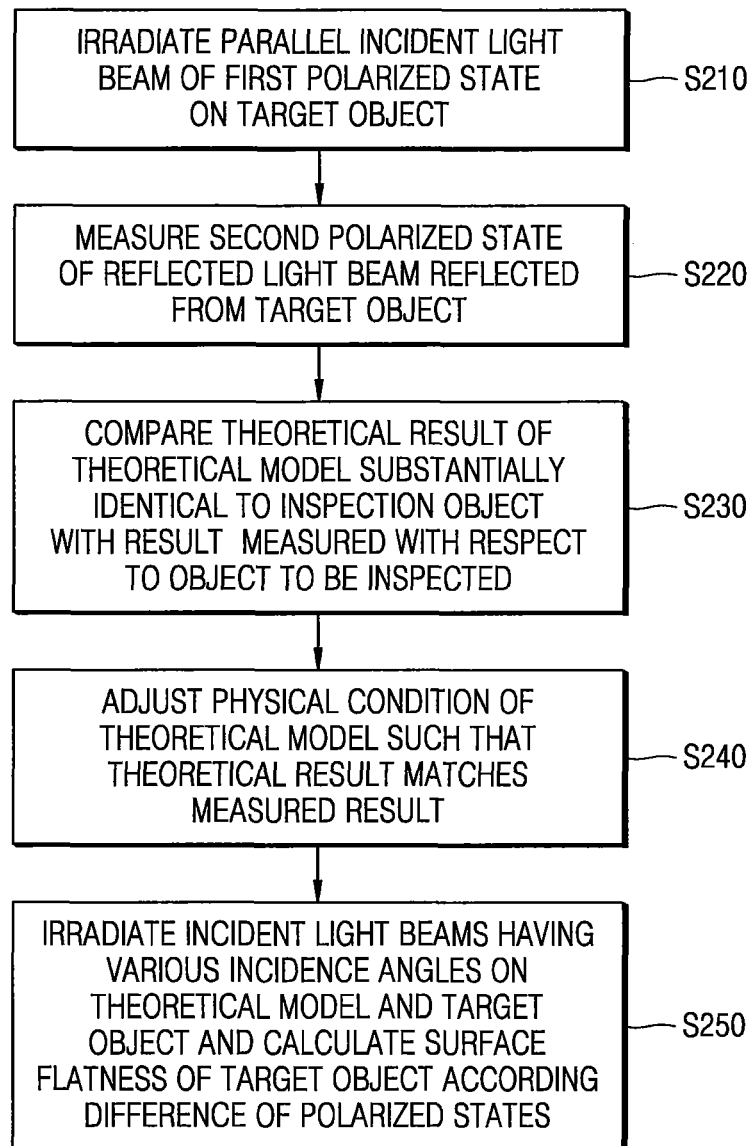 IRRADIATE PARALLEL INCIDENT LIGHT
BEAM OF FIRST POLARIZED STATE
ON TARGET OBJECT
S210
MEASURE SECOND POLARIZED STATE
OF REFLECTED LIGHT BEAM REFLECTED
FROM TARGET OBJECT
S220
COMPARE THEORETICAL RESULT OF
THEORETICAL MODEL SUBSTANTIALLY
IDENTICAL TO INSPECTION OBJECT
WITH RESULT MEASURED WITH RESPECT
TO OBJECT TO BE INSPECTED
S230
ADJUST PHYSICAL CONDITION OF
THEORETICAL MODEL SUCH THAT
THEORETICAL RESULT MATCHES
MEASURED RESULT
S240
IRRADIATE INCIDENT LIGHT BEAMS HAVING
VARIOUS INCIDENCE ANGLES ON
THEORETICAL MODEL AND TARGET
OBJECT AND CALCULATE SURFACE
FLATNESS OF TARGET OBJECT ACCORDING
DIFFERENCE OF POLARIZED STATES
S250